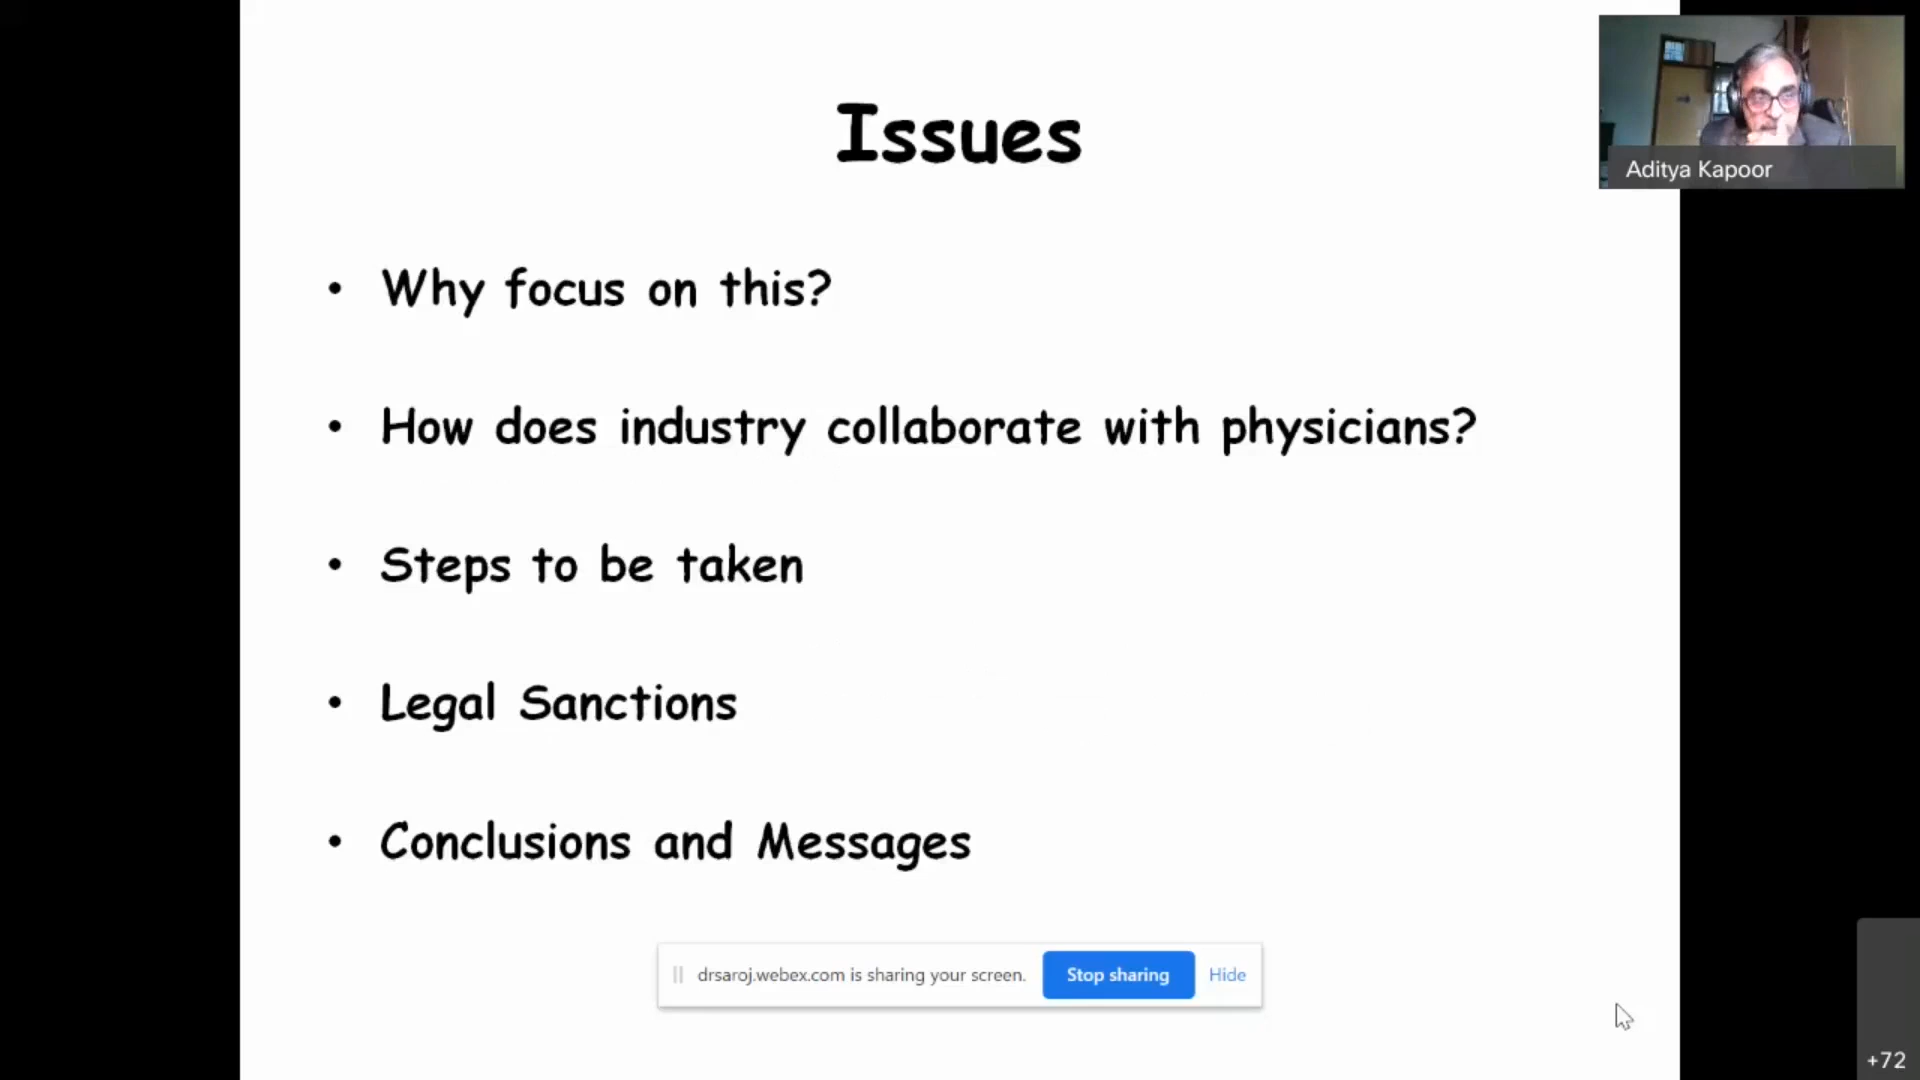 Issues
Aditya Kapoor
• Why focus on this?
• How does industry collaborate with physicians?
• Steps to be taken
• Legal Sanctions
• Conclusions and Messages
drsaroj.webex.com is sharing your screen. Stop sharing Hide
+72